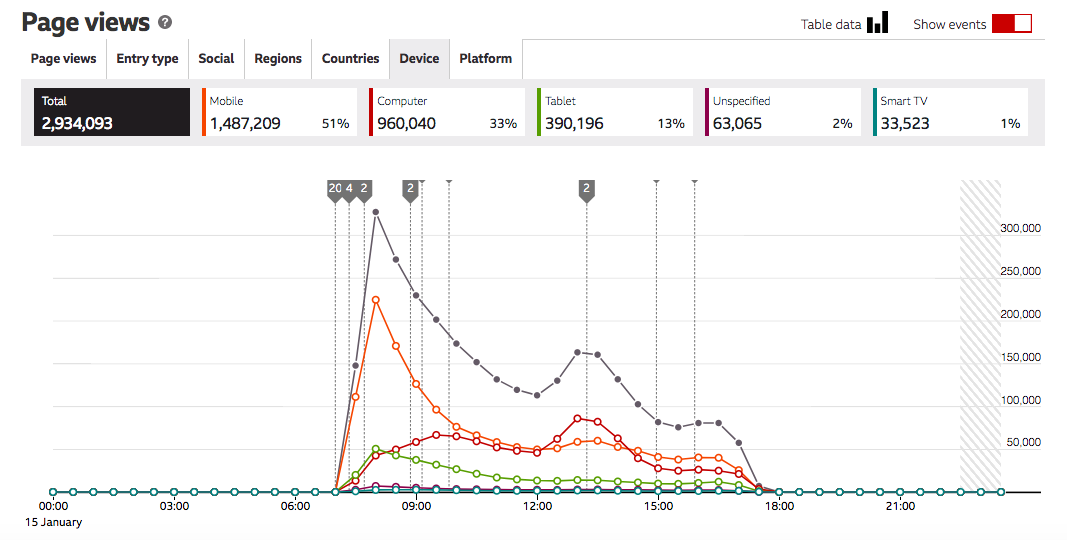 Page views ?
Table data Show events
Page views Entry type Social Regions Countries Device Platform
Total Mobile Computer Tablet Unspecified Smart TV
2,934,093 1,487,209 51% 960,040 33% 390,196 13% 63,065 2% 33,523 1%
20 4 2 2 2
300,000
250,000
200,000
150,000
100,000
50,000
00:00 03:00 06:00 09:00 12:00 15:00 18:00 21:00
15 January